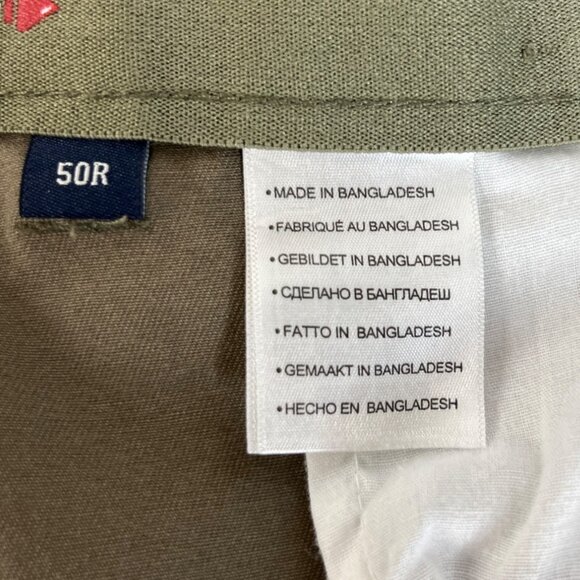 50R
•MADE IN BANGLADESH
•FABRIQUÉ AU BANGLADESH
•GEBILDET IN BANGLADESH
•СДЕЛАНО В БАНГЛАДЕШ
•FATTO IN BANGLADESH
•GEMAAKT IN BANGLADESH
•HECHO EN BANGLADESH